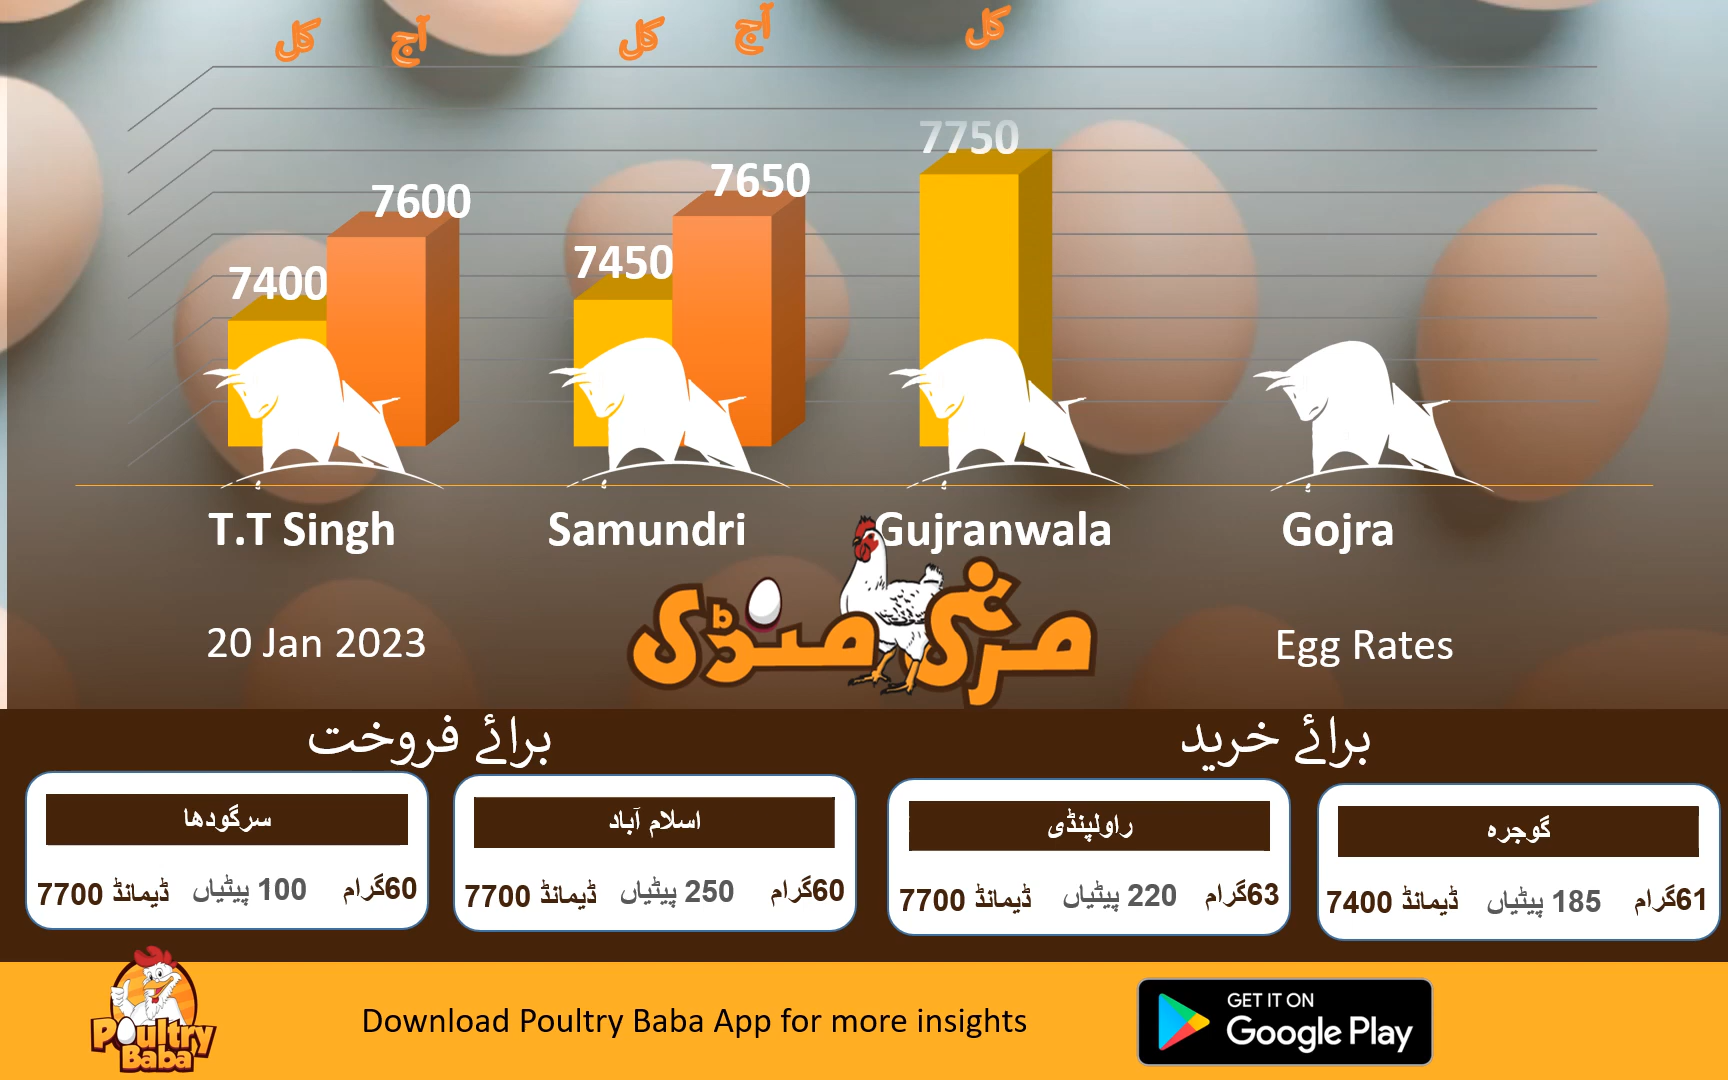 کل
آج
کل
آج
کل
7400
7600
7450
7650
7750
T.T Singh
Samundri
Gujranwala
Gojra
20 Jan 2023
مرغی منڈی
Egg Rates
برائے فروخت
برائے خرید
سرگودھا
60گرام 100 پیٹیاں ڈیمانڈ 7700
اسلام آباد
60گرام 250 پیٹیاں ڈیمانڈ 7700
راولپنڈی
63گرام 220 پیٹیاں ڈیمانڈ 7700
گوجرہ
61گرام 185 پیٹیاں ڈیمانڈ 7400
Poultry
Baba
Download Poultry Baba App for more insights
GET IT ON
Google Play